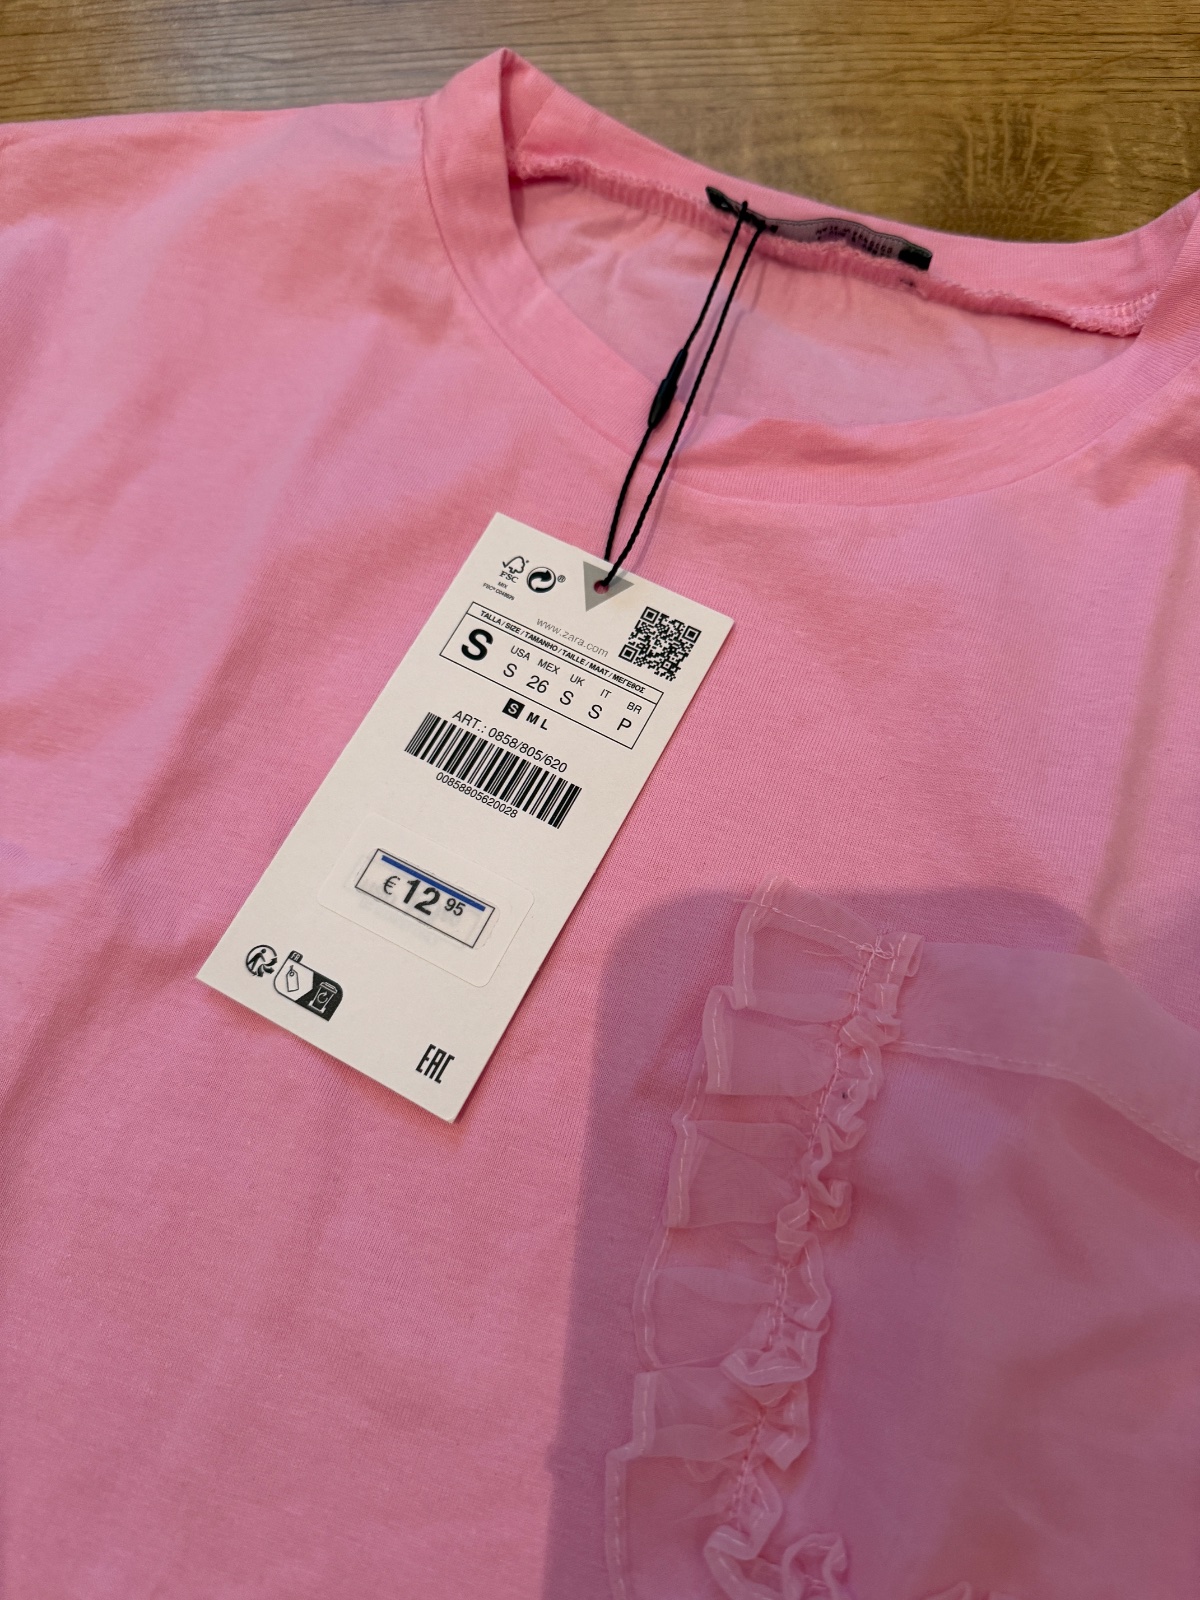 FSC
MIX
www.zara.com
TALLA / SIZE / TAMANHO / TAILLE / MAAT / ΜΕΓΕΘΟΣ
S
USA MEX UK IT BR
S 26 S S P
S M L
ART.: 0858/805/620
00858805620028
€ 12 95
FR
EAC